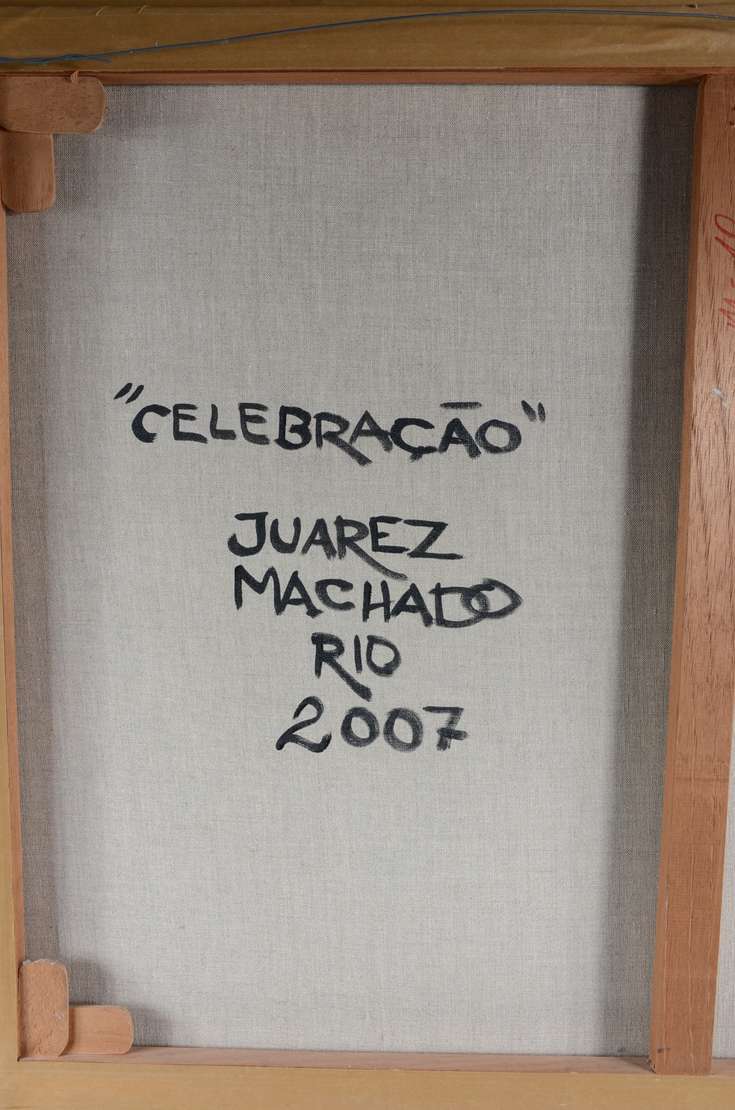 "CELEBRAÇÃO"
JUAREZ
MACHADO
RIO
2007